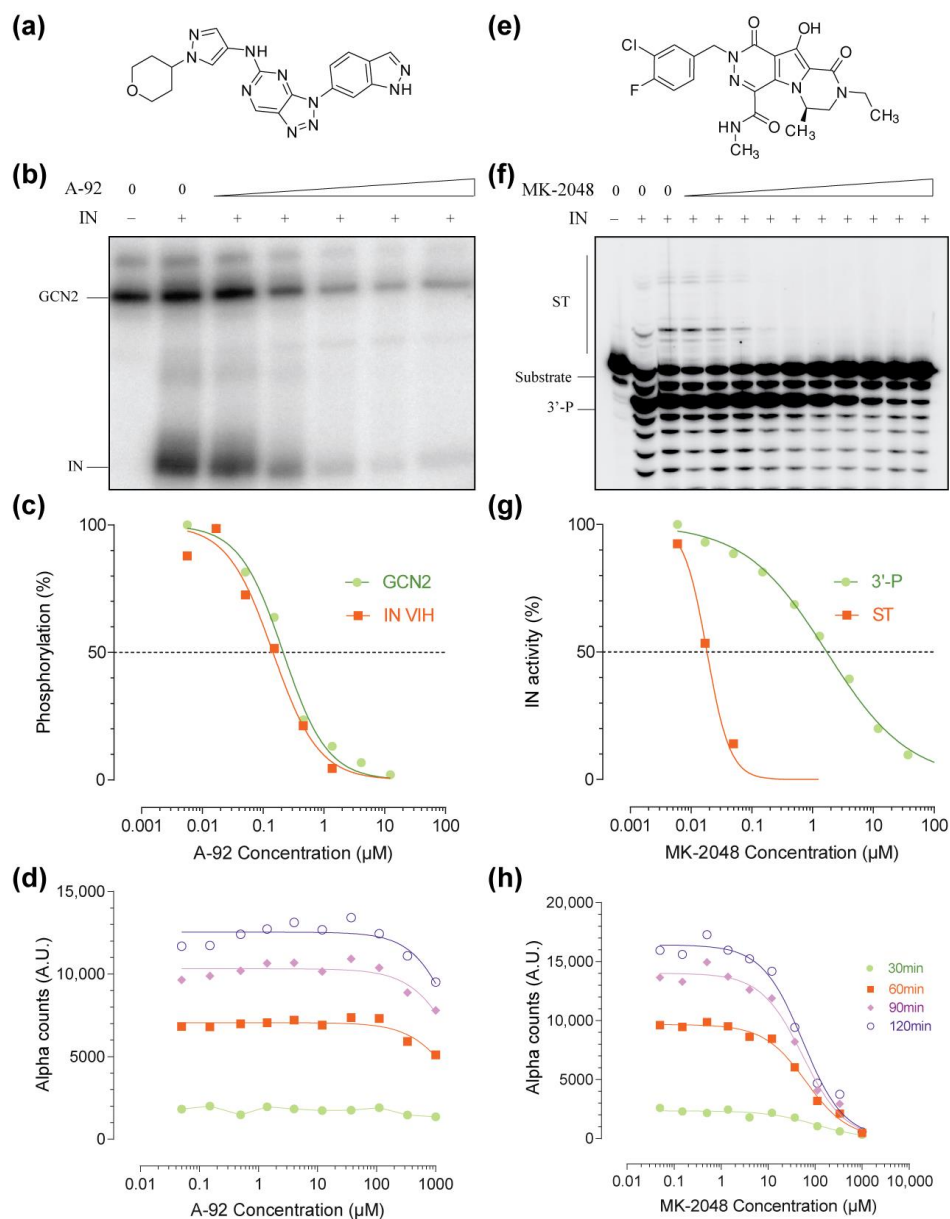 (a)
N
N
NH
N
N
O
N
N
N
N
N
NH
(b)
A-92 0 0
IN − + + + + + +
GCN2
IN
(c)
100
50
0
Phosphorylation (%)
GCN2
IN VIH
0.001 0.01 0.1 1 10 100
A-92 Concentration (µM)
(d)
15,000
10,000
5000
0
Alpha counts (A.U.)
0.01 0.1 1 10 100 1000
A-92 Concentration (µM)
(e)
O
OH
O
Cl
N
N
N
N
F
O
HN
CH3
CH3
CH3
(f)
MK-2048 0 0 0
IN − + + + + + + + + + + + +
ST
Substrate
3'-P
(g)
100
50
0
IN activity (%)
3'-P
ST
0.001 0.01 0.1 1 10 100
MK-2048 Concentration (µM)
(h)
20,000
15,000
10,000
5000
0
Alpha counts (A.U.)
30min
60min
90min
120min
0.01 0.1 1 10 100 1000 10,000
MK-2048 Concentration (µM)